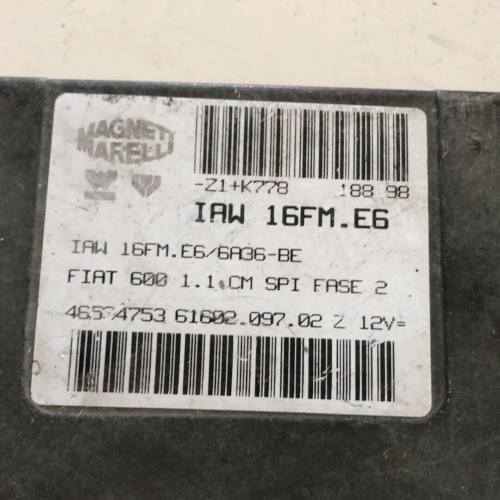 MAGNETI
MARELLI
-Z1+K778 188 98
IAW 16FM.E6
IAW 16FM.E6/6A36-BE
FIAT 600 1.1 CM SPI FASE 2
61602.097.02 Z 12V=